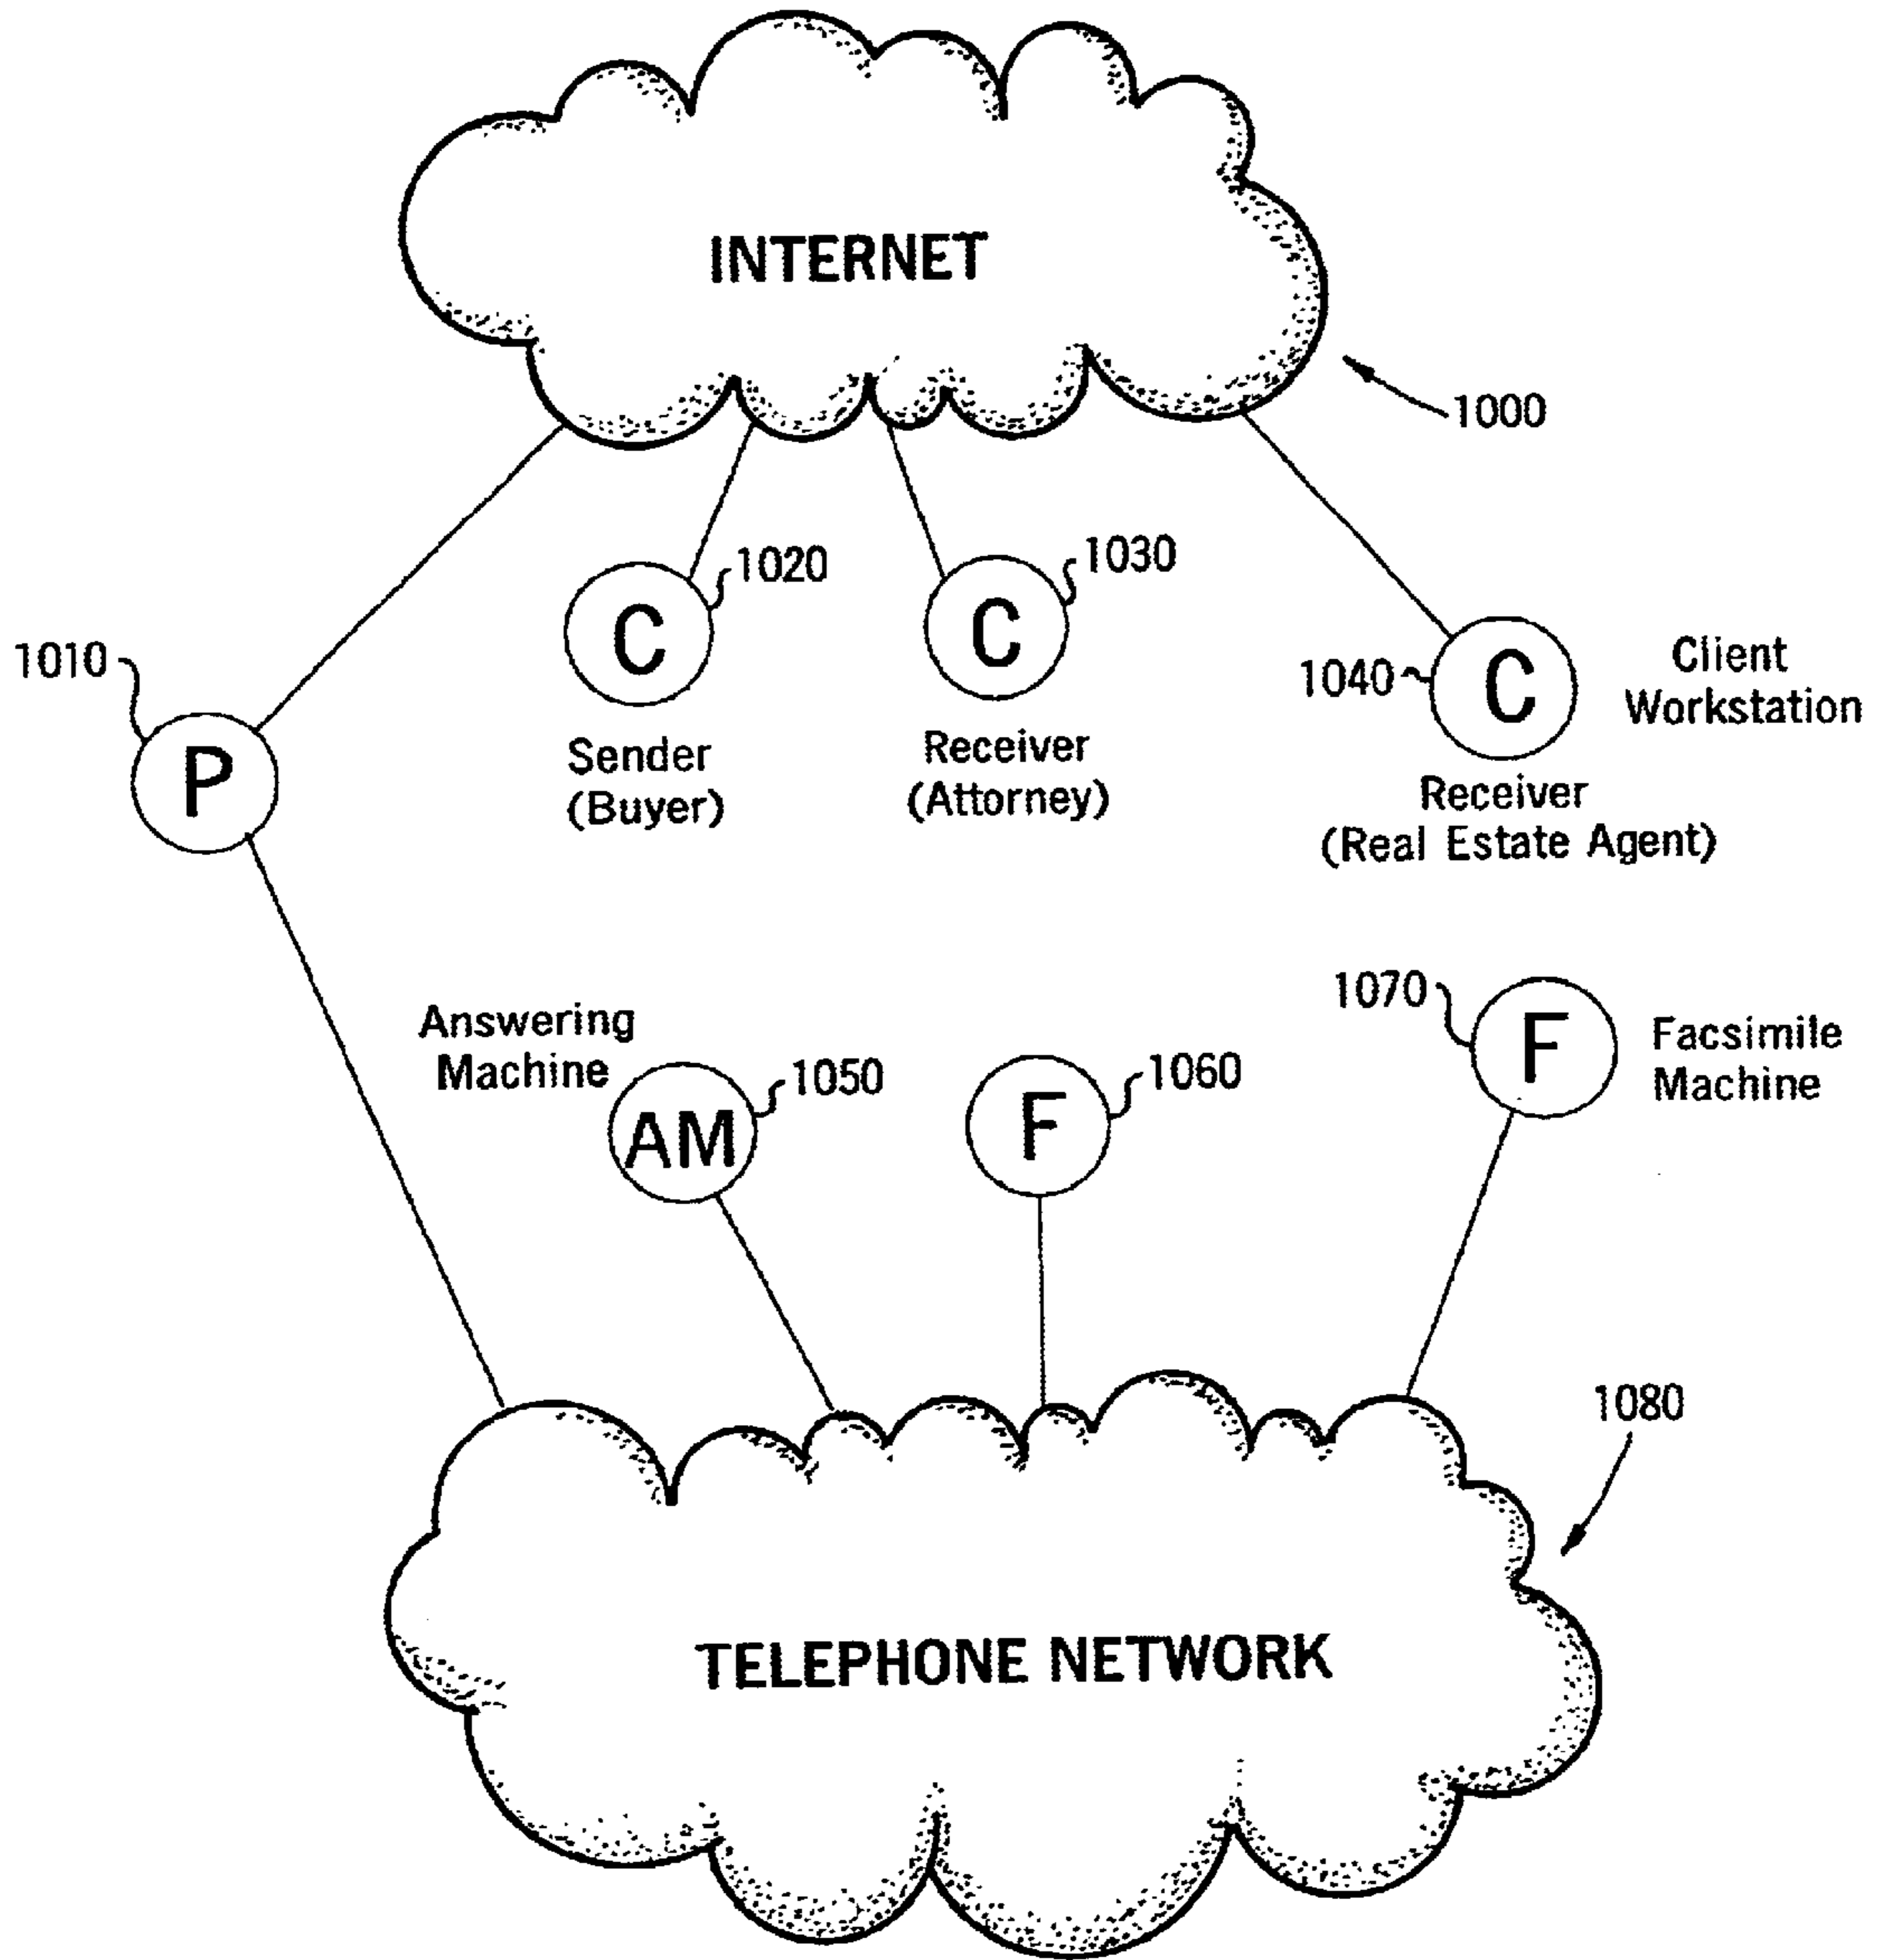 INTERNET
1000
1020
1030
C
C
1010
1040
C
Client
Workstation
P
Sender
(Buyer)
Receiver
(Attorney)
Receiver
(Real Estate Agent)
1070
F
Facsimile
Machine
Answering
Machine
AM
1050
F
1060
1080
TELEPHONE NETWORK